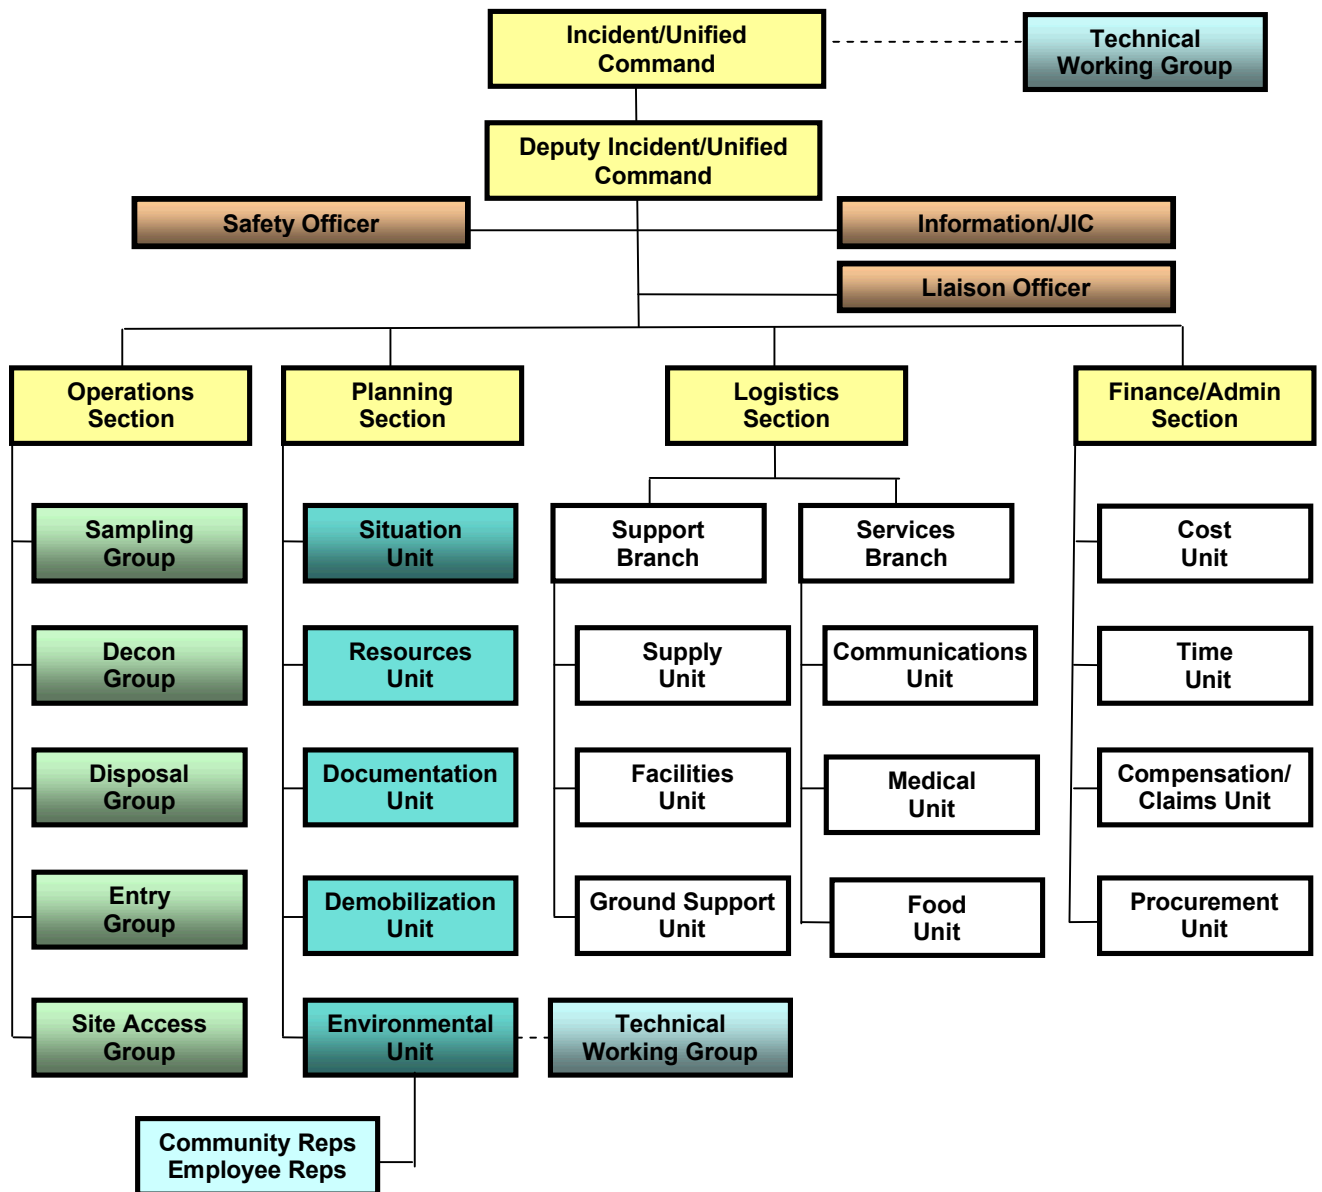 Incident/Unified
Command
Technical
Working Group
Deputy Incident/Unified
Command
Safety Officer
Information/JIC
Liaison Officer
Operations
Section
Planning
Section
Logistics
Section
Finance/Admin
Section
Sampling
Group
Situation
Unit
Support
Branch
Services
Branch
Cost
Unit
Decon
Group
Resources
Unit
Supply
Unit
Communications
Unit
Time
Unit
Disposal
Group
Documentation
Unit
Facilities
Unit
Medical
Unit
Compensation/
Claims Unit
Entry
Group
Demobilization
Unit
Ground Support
Unit
Food
Unit
Procurement
Unit
Site Access
Group
Environmental
Unit
Technical
Working Group
Community Reps
Employee Reps